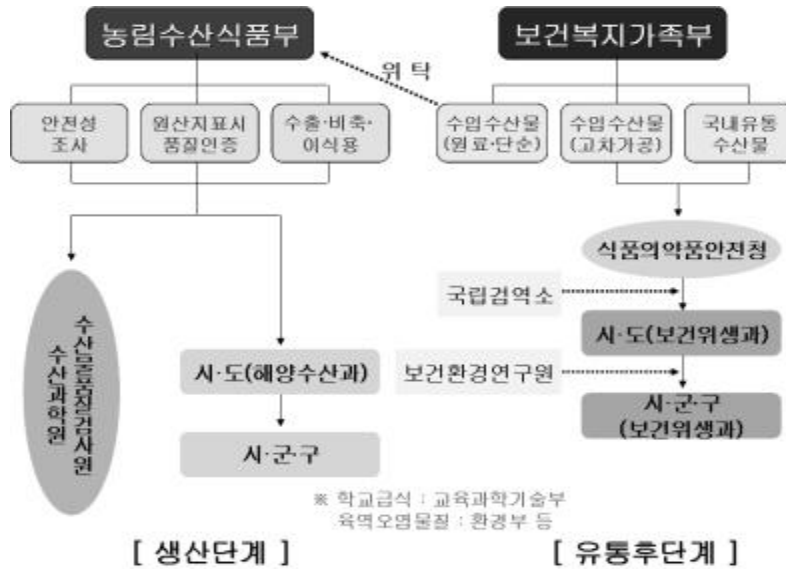 농림수산식품부
보건복지가족부
위 탁
안전성
조사
원산지표시
품질인증
수출·비축·
이식용
수입수산물
(원료·단순)
수입수산물
(고차가공)
국내유통
수산물
식품의약품안전청
국립검역소
시·도(보건위생과)
보건환경연구원
시·군·구
(보건위생과)
수산물품질검사원
수산과학원
시·도(해양수산과)
시·군·구
※ 학교급식 : 교육과학기술부
육역오염물질 : 환경부 등
[ 생산단계 ]
[ 유통후단계 ]